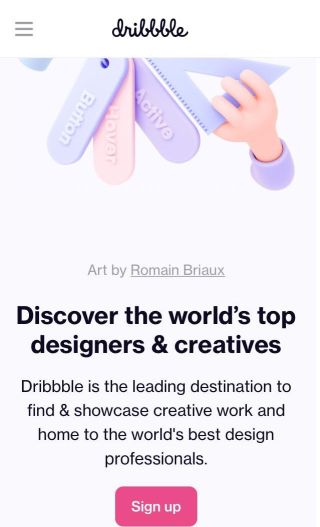 dribbble
Button
Hover
Active
Art by Romain Briaux
Discover the world’s top
designers & creatives
Dribbble is the leading destination to
find & showcase creative work and
home to the world's best design
professionals.
Sign up